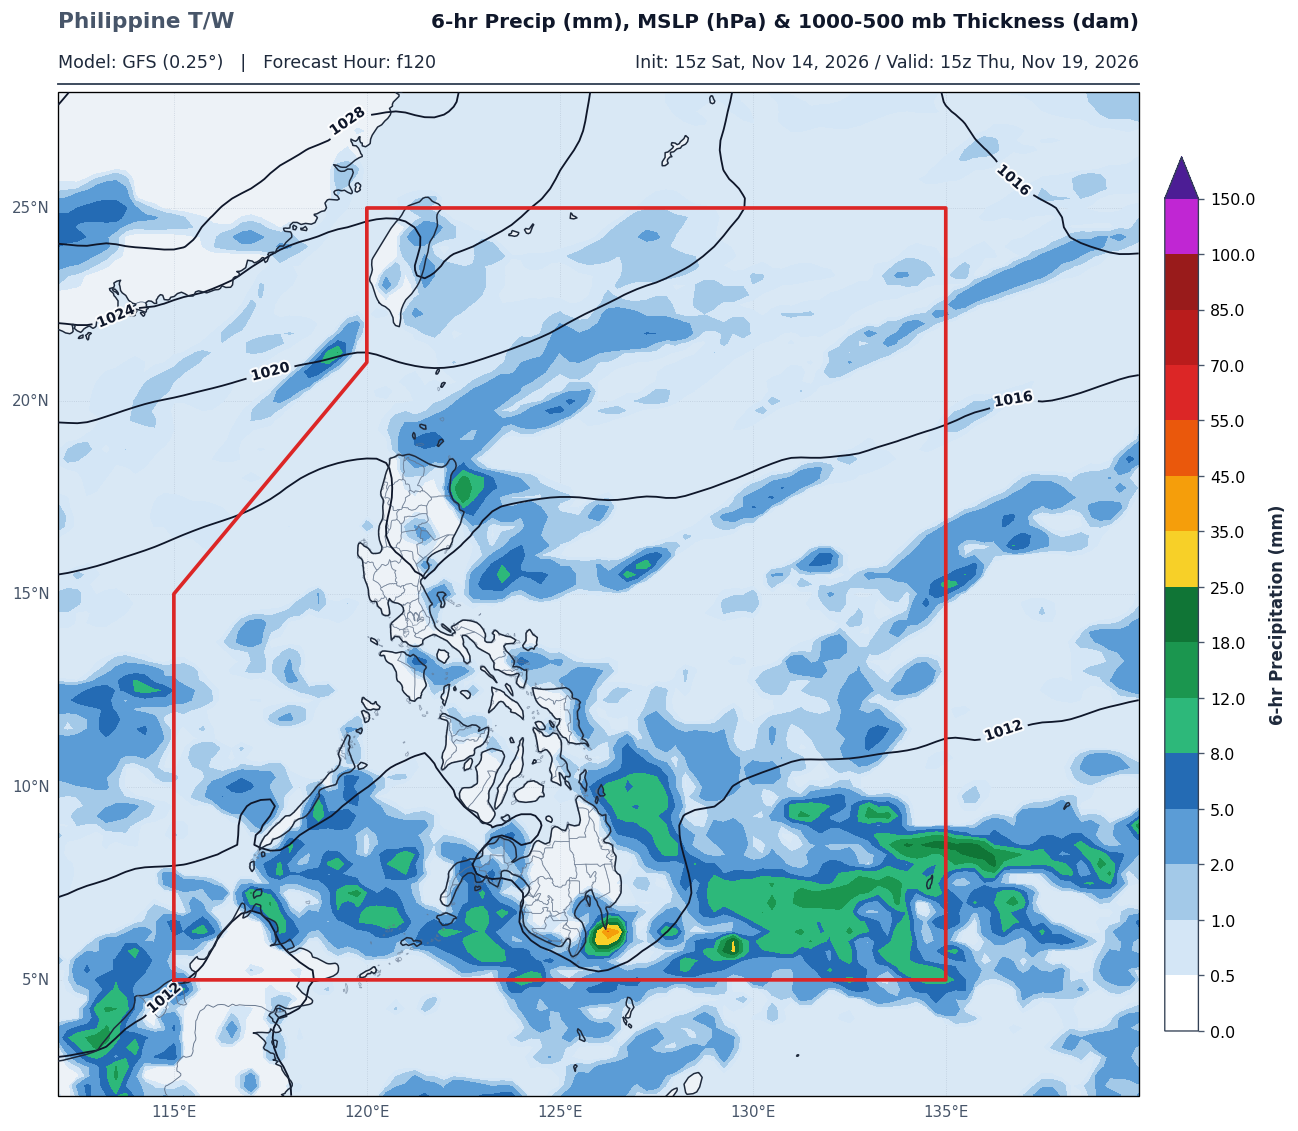 Philippine T/W
6-hr Precip (mm), MSLP (hPa) & 1000-500 mb Thickness (dam)
Model: GFS (0.25°) | Forecast Hour: f120
Init: 15z Sat, Nov 14, 2026 / Valid: 15z Thu, Nov 19, 2026
1028
1016
25°N
1024
1020
20°N
1016
15°N
1012
10°N
5°N
1012
115°E
120°E
125°E
130°E
135°E
150.0
100.0
85.0
70.0
55.0
45.0
35.0
25.0
18.0
12.0
8.0
5.0
2.0
1.0
0.5
0.0
6-hr Precipitation (mm)